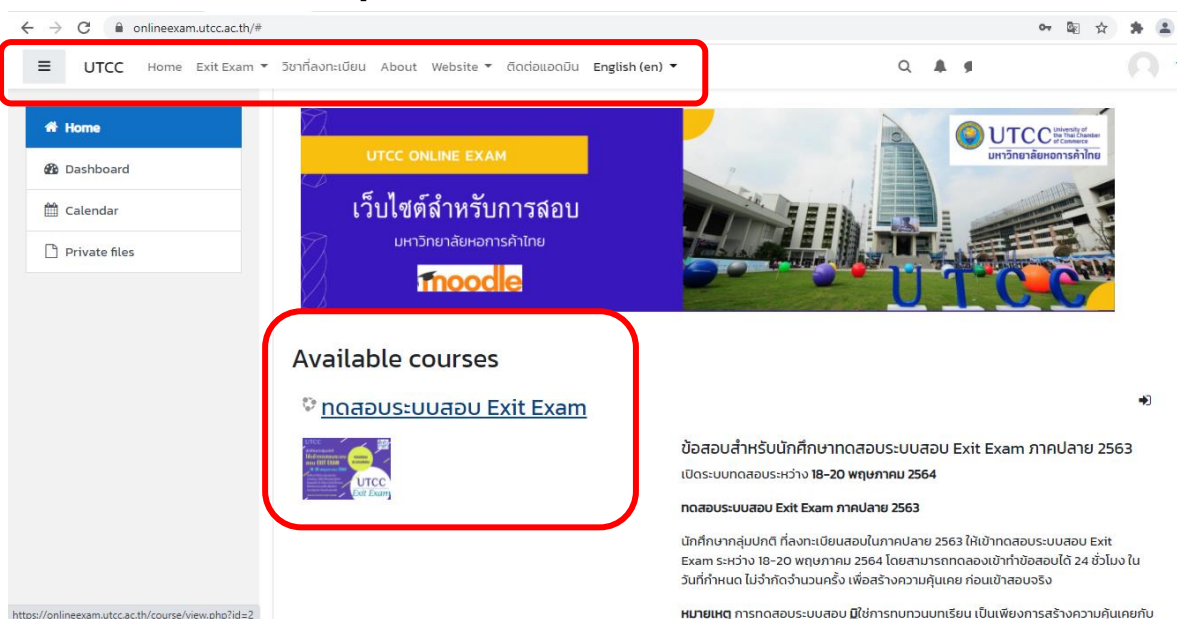 onlineexam.utcc.ac.th/#
UTCC Home Exit Exam วิชาที่ลงทะเบียน About Website ติดต่อแอดมิน English (en)
Home
Dashboard
Calendar
Private files
UTCC ONLINE EXAM
เว็บไซต์สำหรับการสอบ
มหาวิทยาลัยหอการค้าไทย
moodle
UTCC University of the Thai Chamber of Commerce
มหาวิทยาลัยหอการค้าไทย
UTCC
Available courses
ทดสอบระบบสอบ Exit Exam
UTCC
Exit Exam
ข้อสอบสำหรับนักศึกษาทดสอบระบบสอบ Exit Exam ภาคปลาย 2563
เปิดระบบทดสอบระหว่าง 18-20 พฤษภาคม 2564
ทดสอบระบบสอบ Exit Exam ภาคปลาย 2563
นักศึกษากลุ่มปกติ ที่ลงทะเบียนสอบในภาคปลาย 2563 ให้เข้าทดสอบระบบสอบ Exit
Exam ระหว่าง 18-20 พฤษภาคม 2564 โดยสามารถทดลองเข้าทำข้อสอบได้ 24 ชั่วโมง ใน
วันที่กำหนด ไม่จำกัดจำนวนครั้ง เพื่อสร้างความคุ้นเคย ก่อนเข้าสอบจริง
หมายเหตุ การทดสอบระบบสอบ มิใช่การทบทวนบทเรียน เป็นเพียงการสร้างความคุ้นเคยกับ
https://onlineexam.utcc.ac.th/course/view.php?id=2